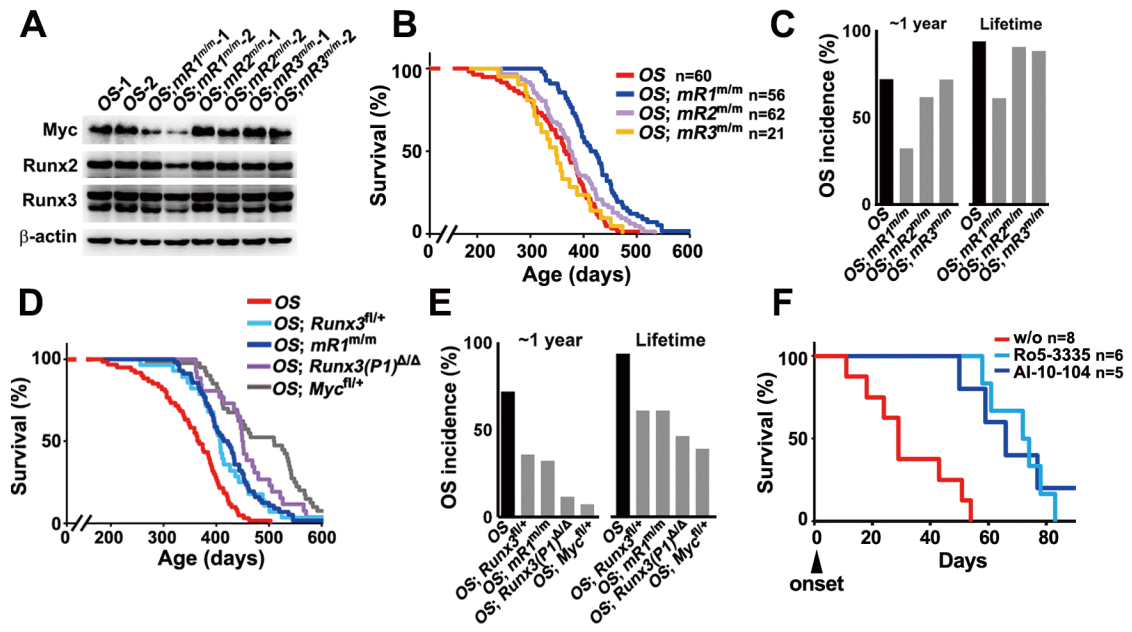 A
OS-1
OS-2
OS; mR1m/m-1
OS; mR1m/m-2
OS; mR2m/m-1
OS; mR2m/m-2
OS; mR3m/m-1
OS; mR3m/m-2
Myc
Runx2
Runx3
β-actin
B
Survival (%)
100
50
0
0 200 300 400 500 600
Age (days)
OS n=60
OS; mR1m/m n=56
OS; mR2m/m n=62
OS; mR3m/m n=21
C
~1 year
Lifetime
OS incidence (%)
100
50
0
OS
OS; mR1m/m
OS; mR2m/m
OS; mR3m/m
OS
OS; mR1m/m
OS; mR2m/m
OS; mR3m/m
D
OS
OS; Runx3fl/+
OS; mR1m/m
OS; Runx3(P1)Δ/Δ
OS; Mycfl/+
Survival (%)
100
50
0
0 200 300 400 500 600
Age (days)
E
~1 year
Lifetime
OS incidence (%)
100
50
0
OS
OS; Runx3fl/+
OS; mR1m/m
OS; Runx3(P1)Δ/Δ
OS; Mycfl/+
OS
OS; Runx3fl/+
OS; mR1m/m
OS; Runx3(P1)Δ/Δ
OS; Mycfl/+
F
w/o n=8
Ro5-3335 n=6
AI-10-104 n=5
Survival (%)
100
50
0
0 20 40 60 80
Days
onset